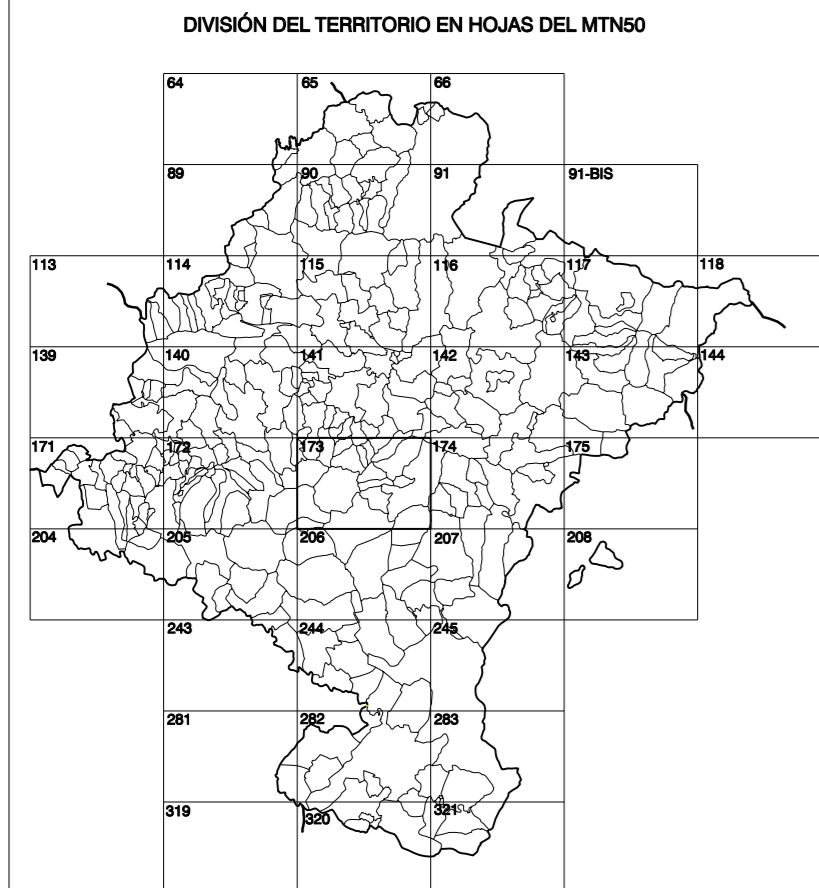 DIVISIÓN DEL TERRITORIO EN HOJAS DEL MTN50
64 65 66
89 90 91 91-BIS
113 114 115 116 117 118
139 140 141 142 143 144
171 172 173 174 175
204 205 206 207 208
243 244 245
281 282 283
319 320 321